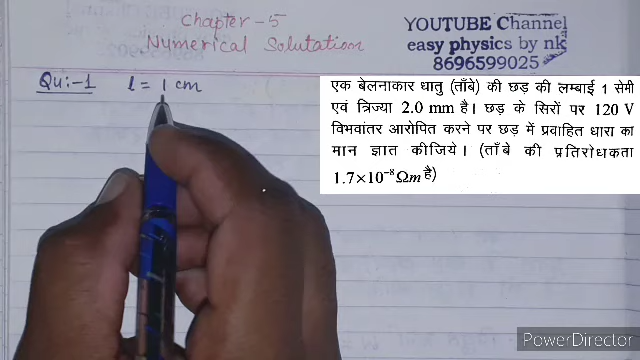 Chapter-5
Numerical Solutation
YOUTUBE Channel
easy physics by nk
8696599025
Qu:-1 l = 1 cm
एक बेलनाकार धातु (ताँबे) की छड़ की लम्बाई 1 सेमी
एवं त्रिज्या 2.0 mm है। छड़ के सिरों पर 120 V
विभवांतर आरोपित करने पर छड़ में प्रवाहित धारा का
मान ज्ञात कीजिये। (ताँबे की प्रतिरोधकता
1.7×10⁻⁸ Ωm है)
PowerDirector